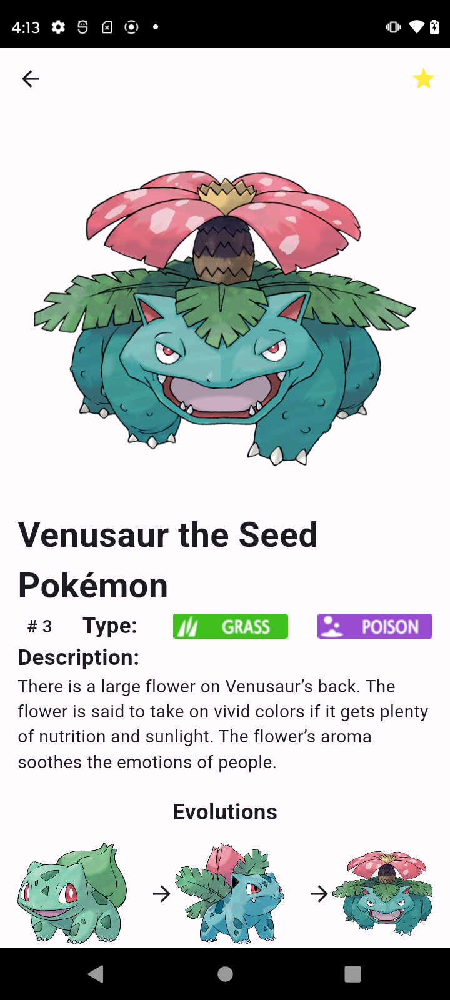 4:13
Venusaur the Seed
Pokémon
# 3 Type: GRASS POISON
Description:
There is a large flower on Venusaur’s back. The
flower is said to take on vivid colors if it gets plenty
of nutrition and sunlight. The flower’s aroma
soothes the emotions of people.
Evolutions